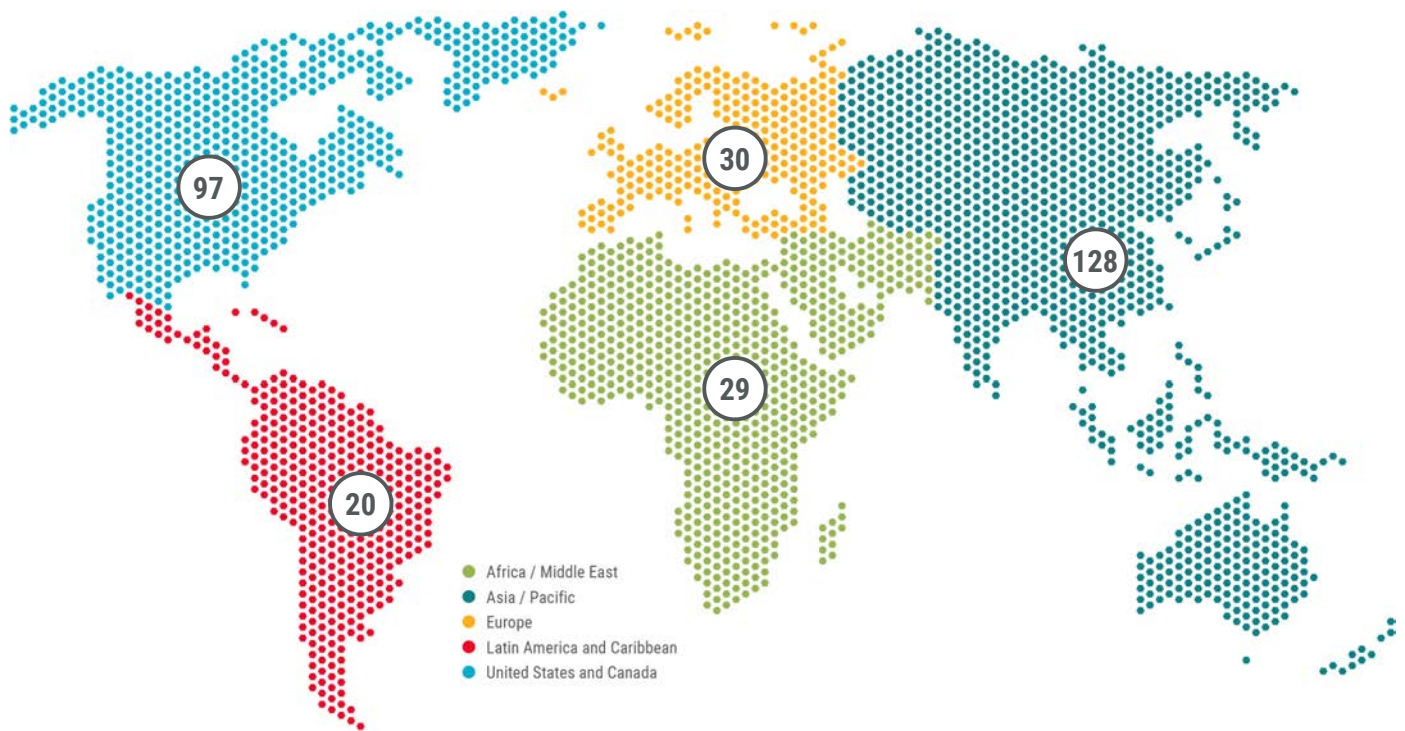 30
97
128
29
20
Africa / Middle East
Asia / Pacific
Europe
Latin America and Caribbean
United States and Canada